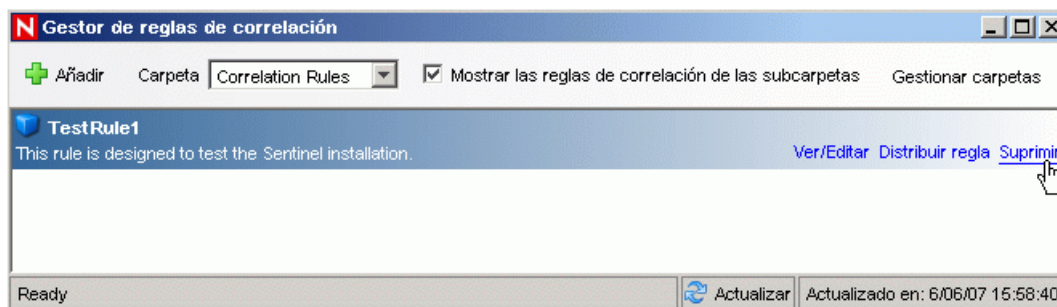 N Gestor de reglas de correlación
Añadir Carpeta Correlation Rules Mostrar las reglas de correlación de las subcarpetas Gestionar carpetas
TestRule1
This rule is designed to test the Sentinel installation.
Ver/Editar Distribuir regla Suprimir
Ready Actualizar Actualizado en: 6/06/07 15:58:40